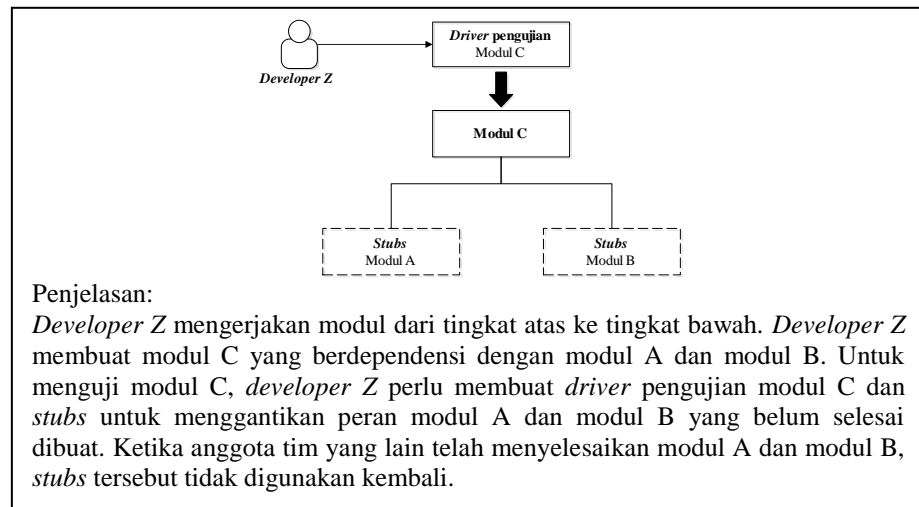 Driver pengujian
Modul C
Developer Z
Modul C
Stubs
Modul A
Stubs
Modul B
Penjelasan:
Developer Z mengerjakan modul dari tingkat atas ke tingkat bawah. Developer Z
membuat modul C yang berdependensi dengan modul A dan modul B. Untuk
menguji modul C, developer Z perlu membuat driver pengujian modul C dan
stubs untuk menggantikan peran modul A dan modul B yang belum selesai
dibuat. Ketika anggota tim yang lain telah menyelesaikan modul A dan modul B,
stubs tersebut tidak digunakan kembali.